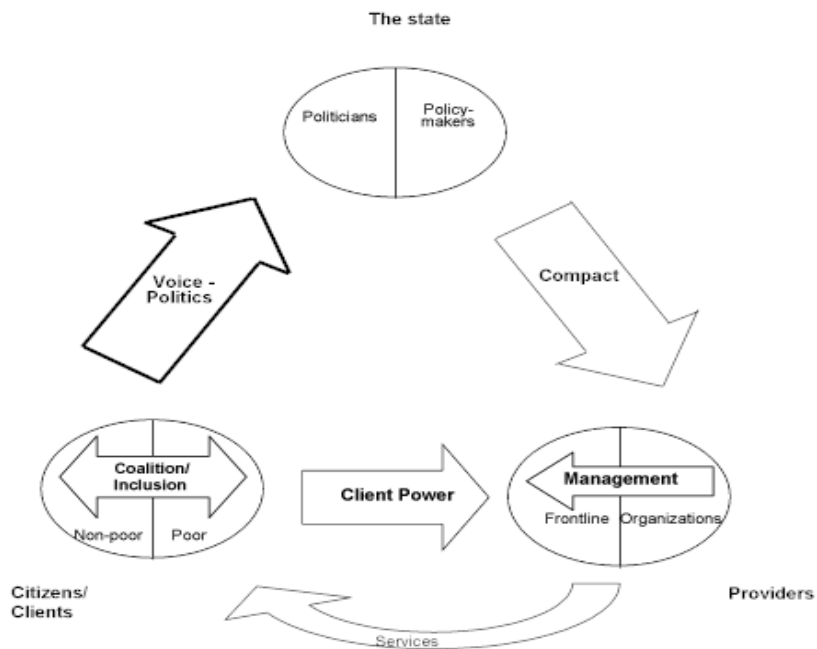 The state
Politicians
Policy-
makers
Voice -
Politics
Compact
Coalition/
Inclusion
Non-poor
Poor
Client Power
Management
Frontline
Organizations
Citizens/
Clients
Providers
Services